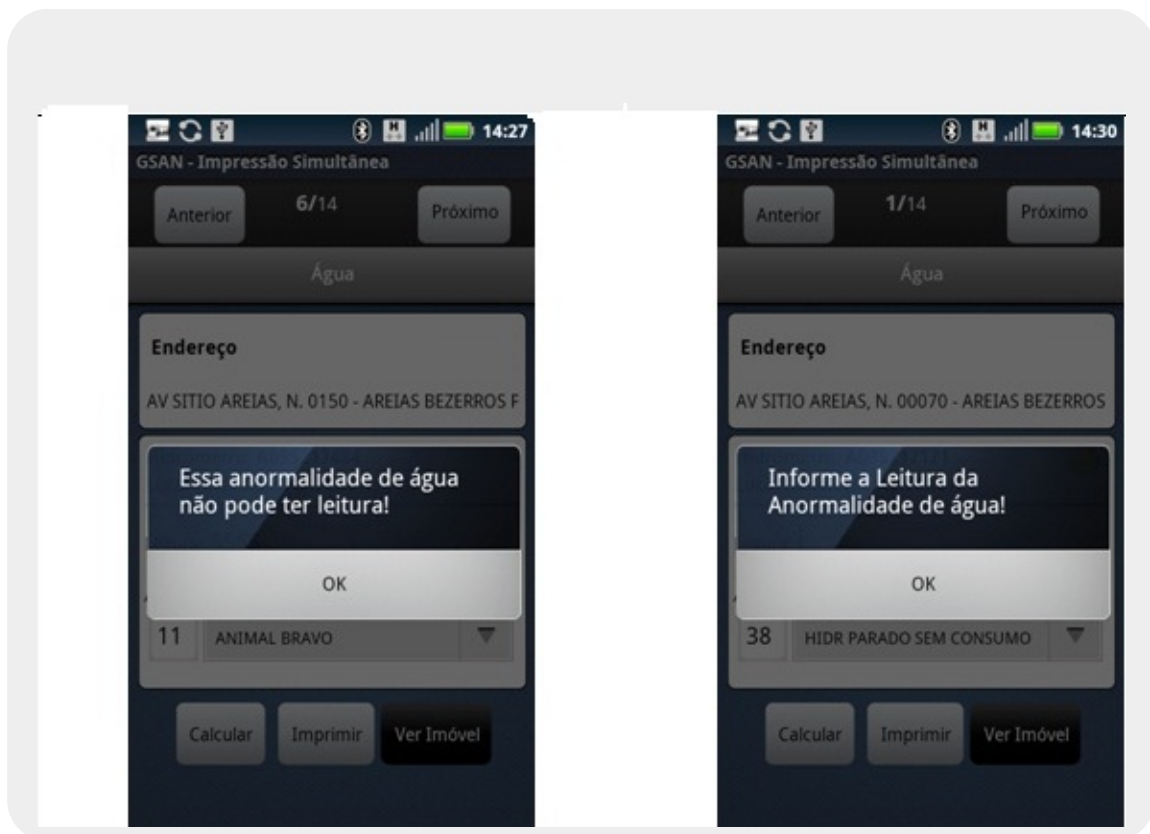 14:27
GSAN - Impressão Simultânea
Anterior 6/14 Próximo
Água
Endereço
AV SITIO AREIAS, N. 0150 - AREIAS BEZERROS F
Essa anormalidade de água
não pode ter leitura!
OK
11 ANIMAL BRAVO
Calcular Imprimir Ver Imóvel
14:30
GSAN - Impressão Simultânea
Anterior 1/14 Próximo
Água
Endereço
AV SITIO AREIAS, N. 00070 - AREIAS BEZERROS
Informe a Leitura da
Anormalidade de água!
OK
38 HIDR PARADO SEM CONSUMO
Calcular Imprimir Ver Imóvel